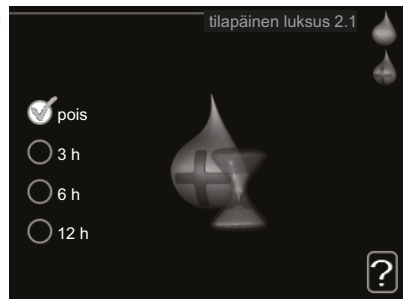 tilapäinen luksus 2.1
pois
3 h
6 h
12 h
?